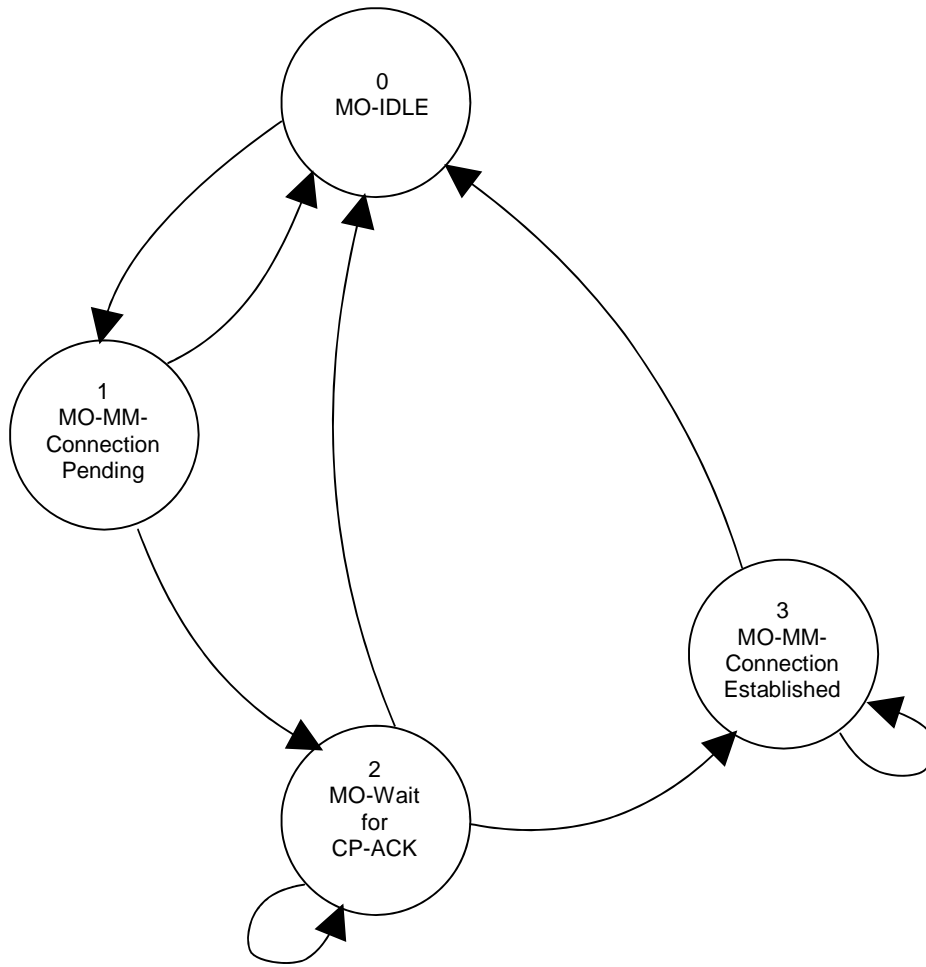 0
MO-IDLE
1
MO-MM-
Connection
Pending
3
MO-MM-
Connection
Established
2
MO-Wait
for
CP-ACK